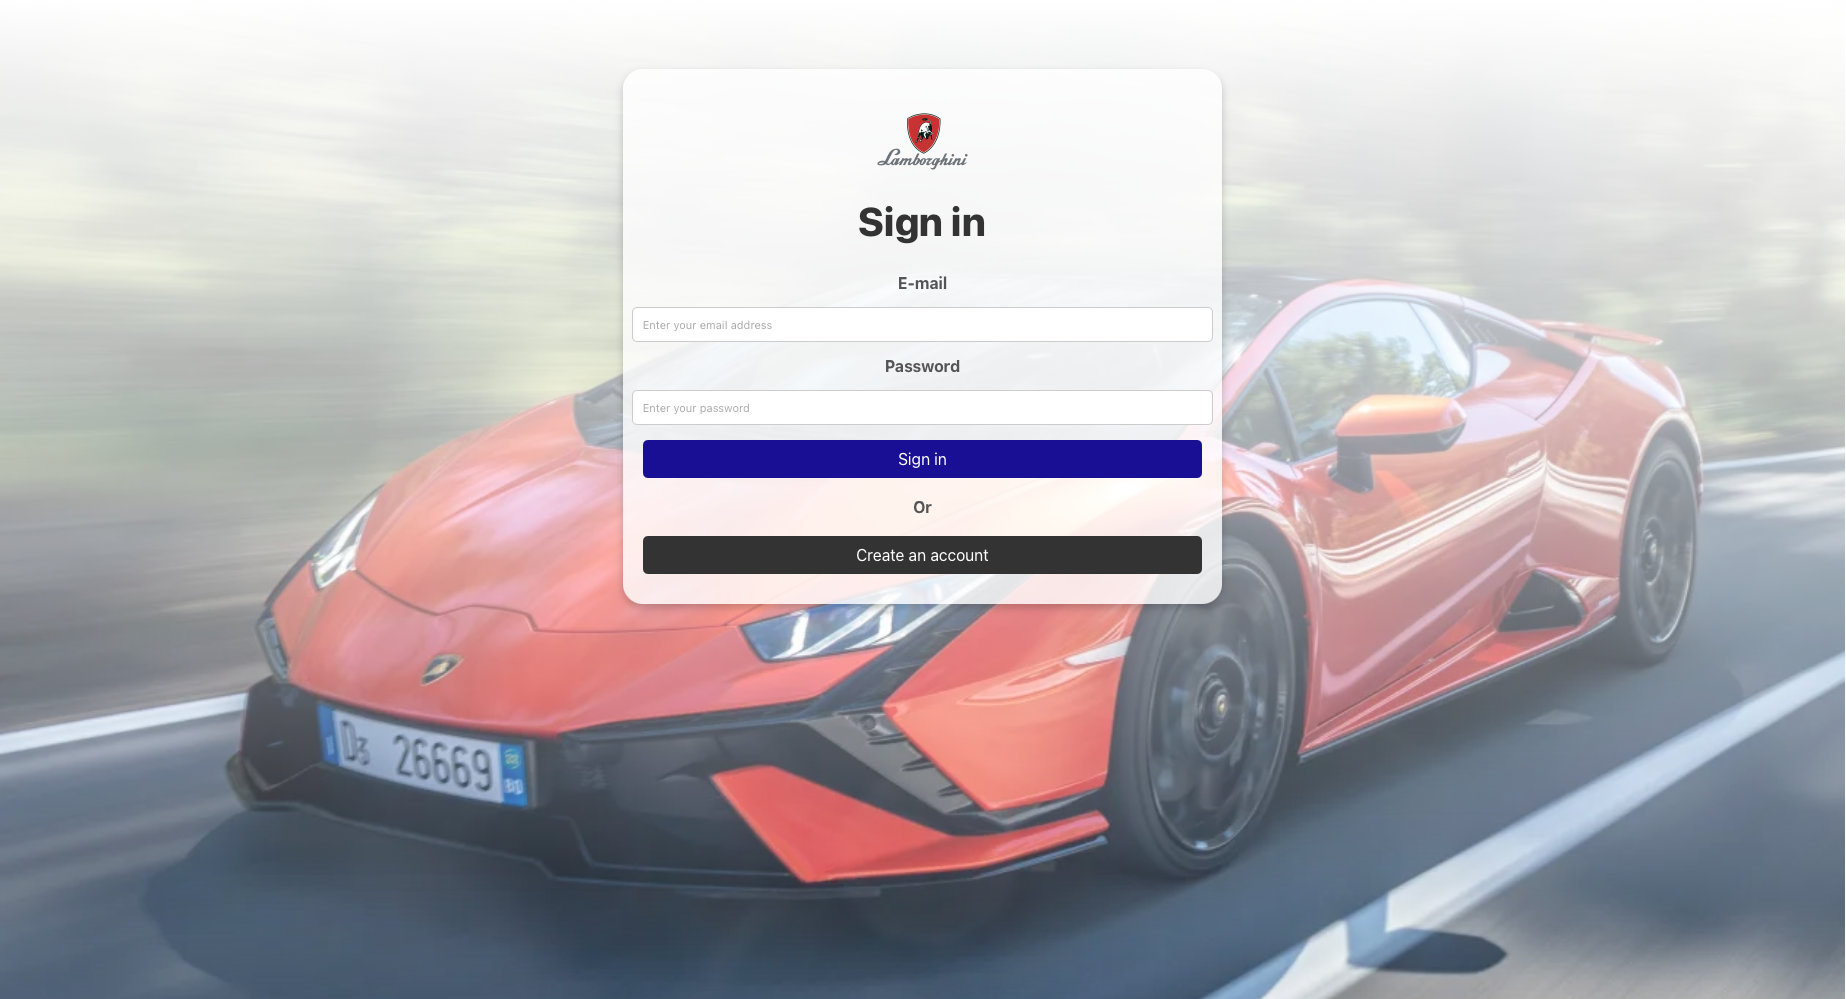 Lamborghini
Sign in
E-mail
Enter your email address
Password
Enter your password
Sign in
Or
Create an account
26669